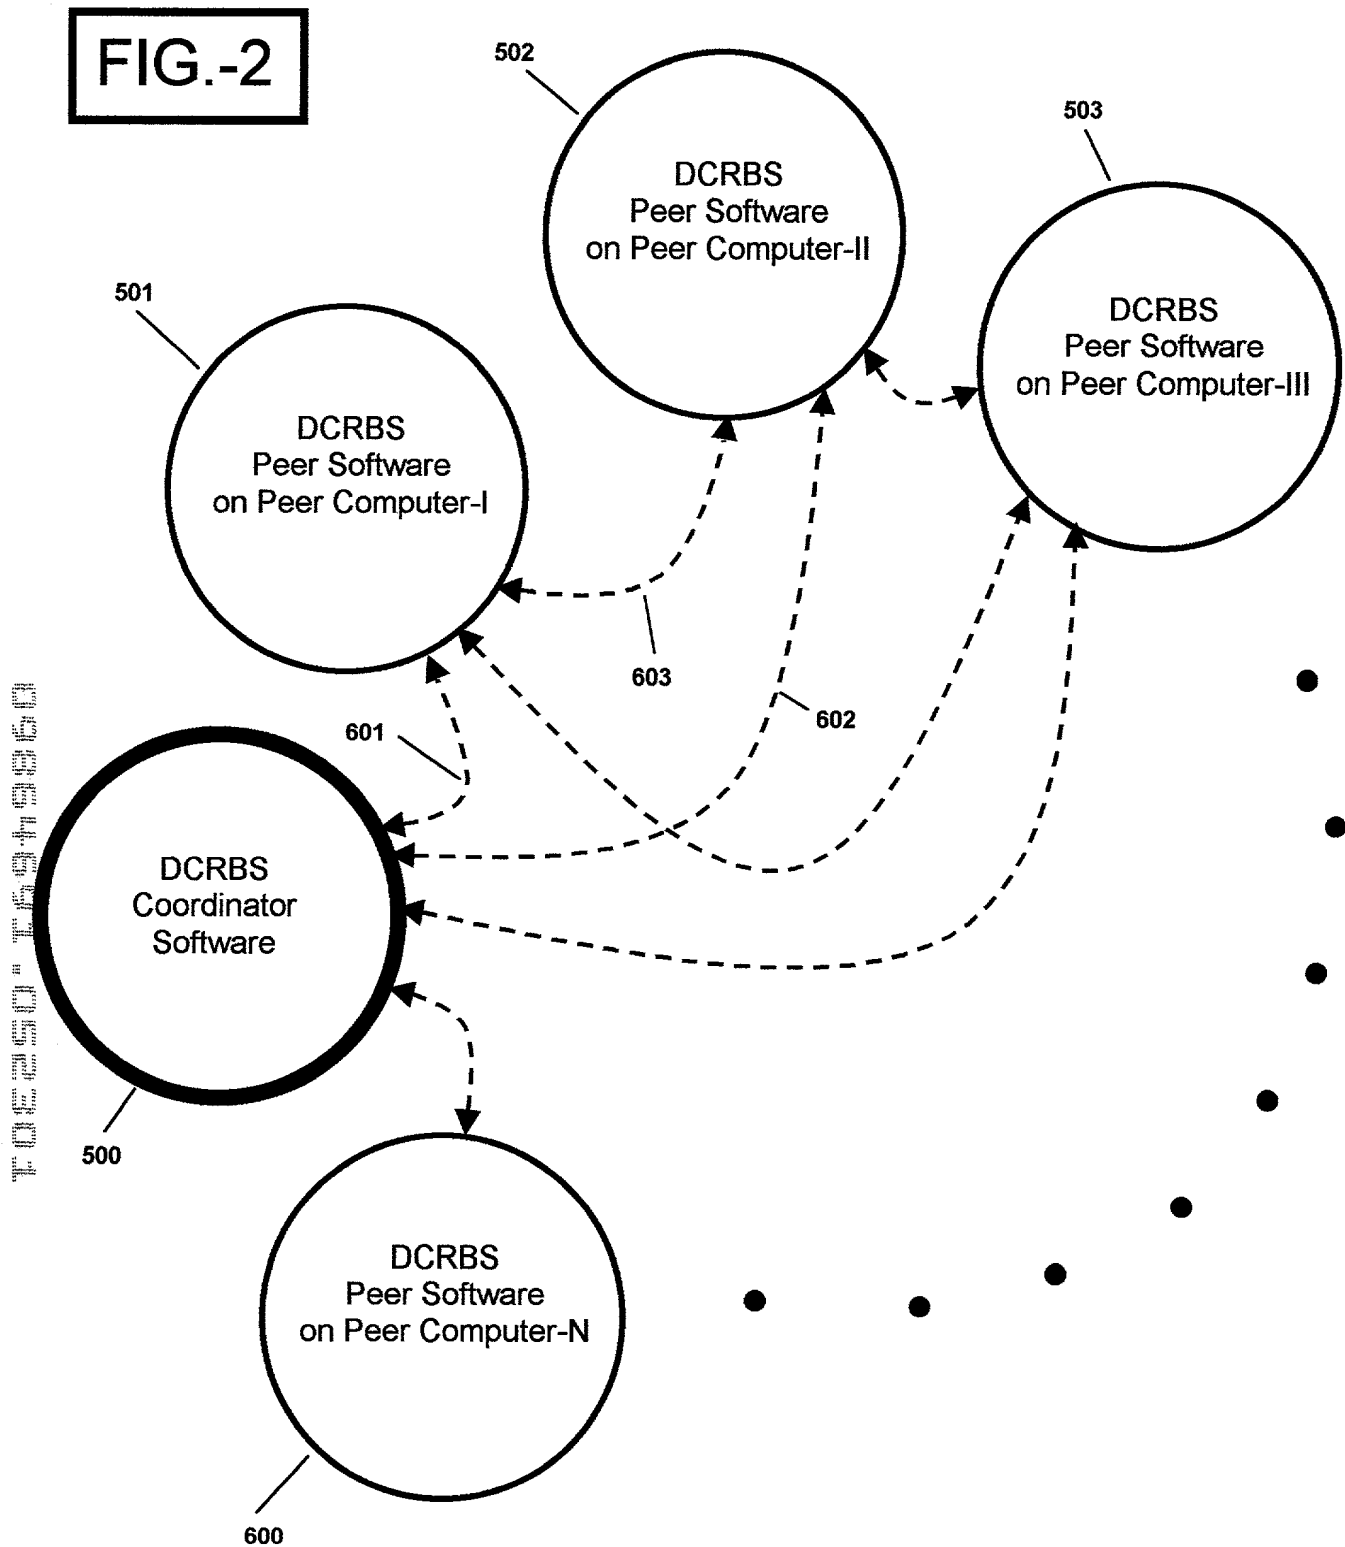 FIG.-2
502
DCRBS
Peer Software
on Peer Computer-II
503
DCRBS
Peer Software
on Peer Computer-III
501
DCRBS
Peer Software
on Peer Computer-I
603
602
601
DCRBS
Coordinator
Software
500
DCRBS
Peer Software
on Peer Computer-N
600